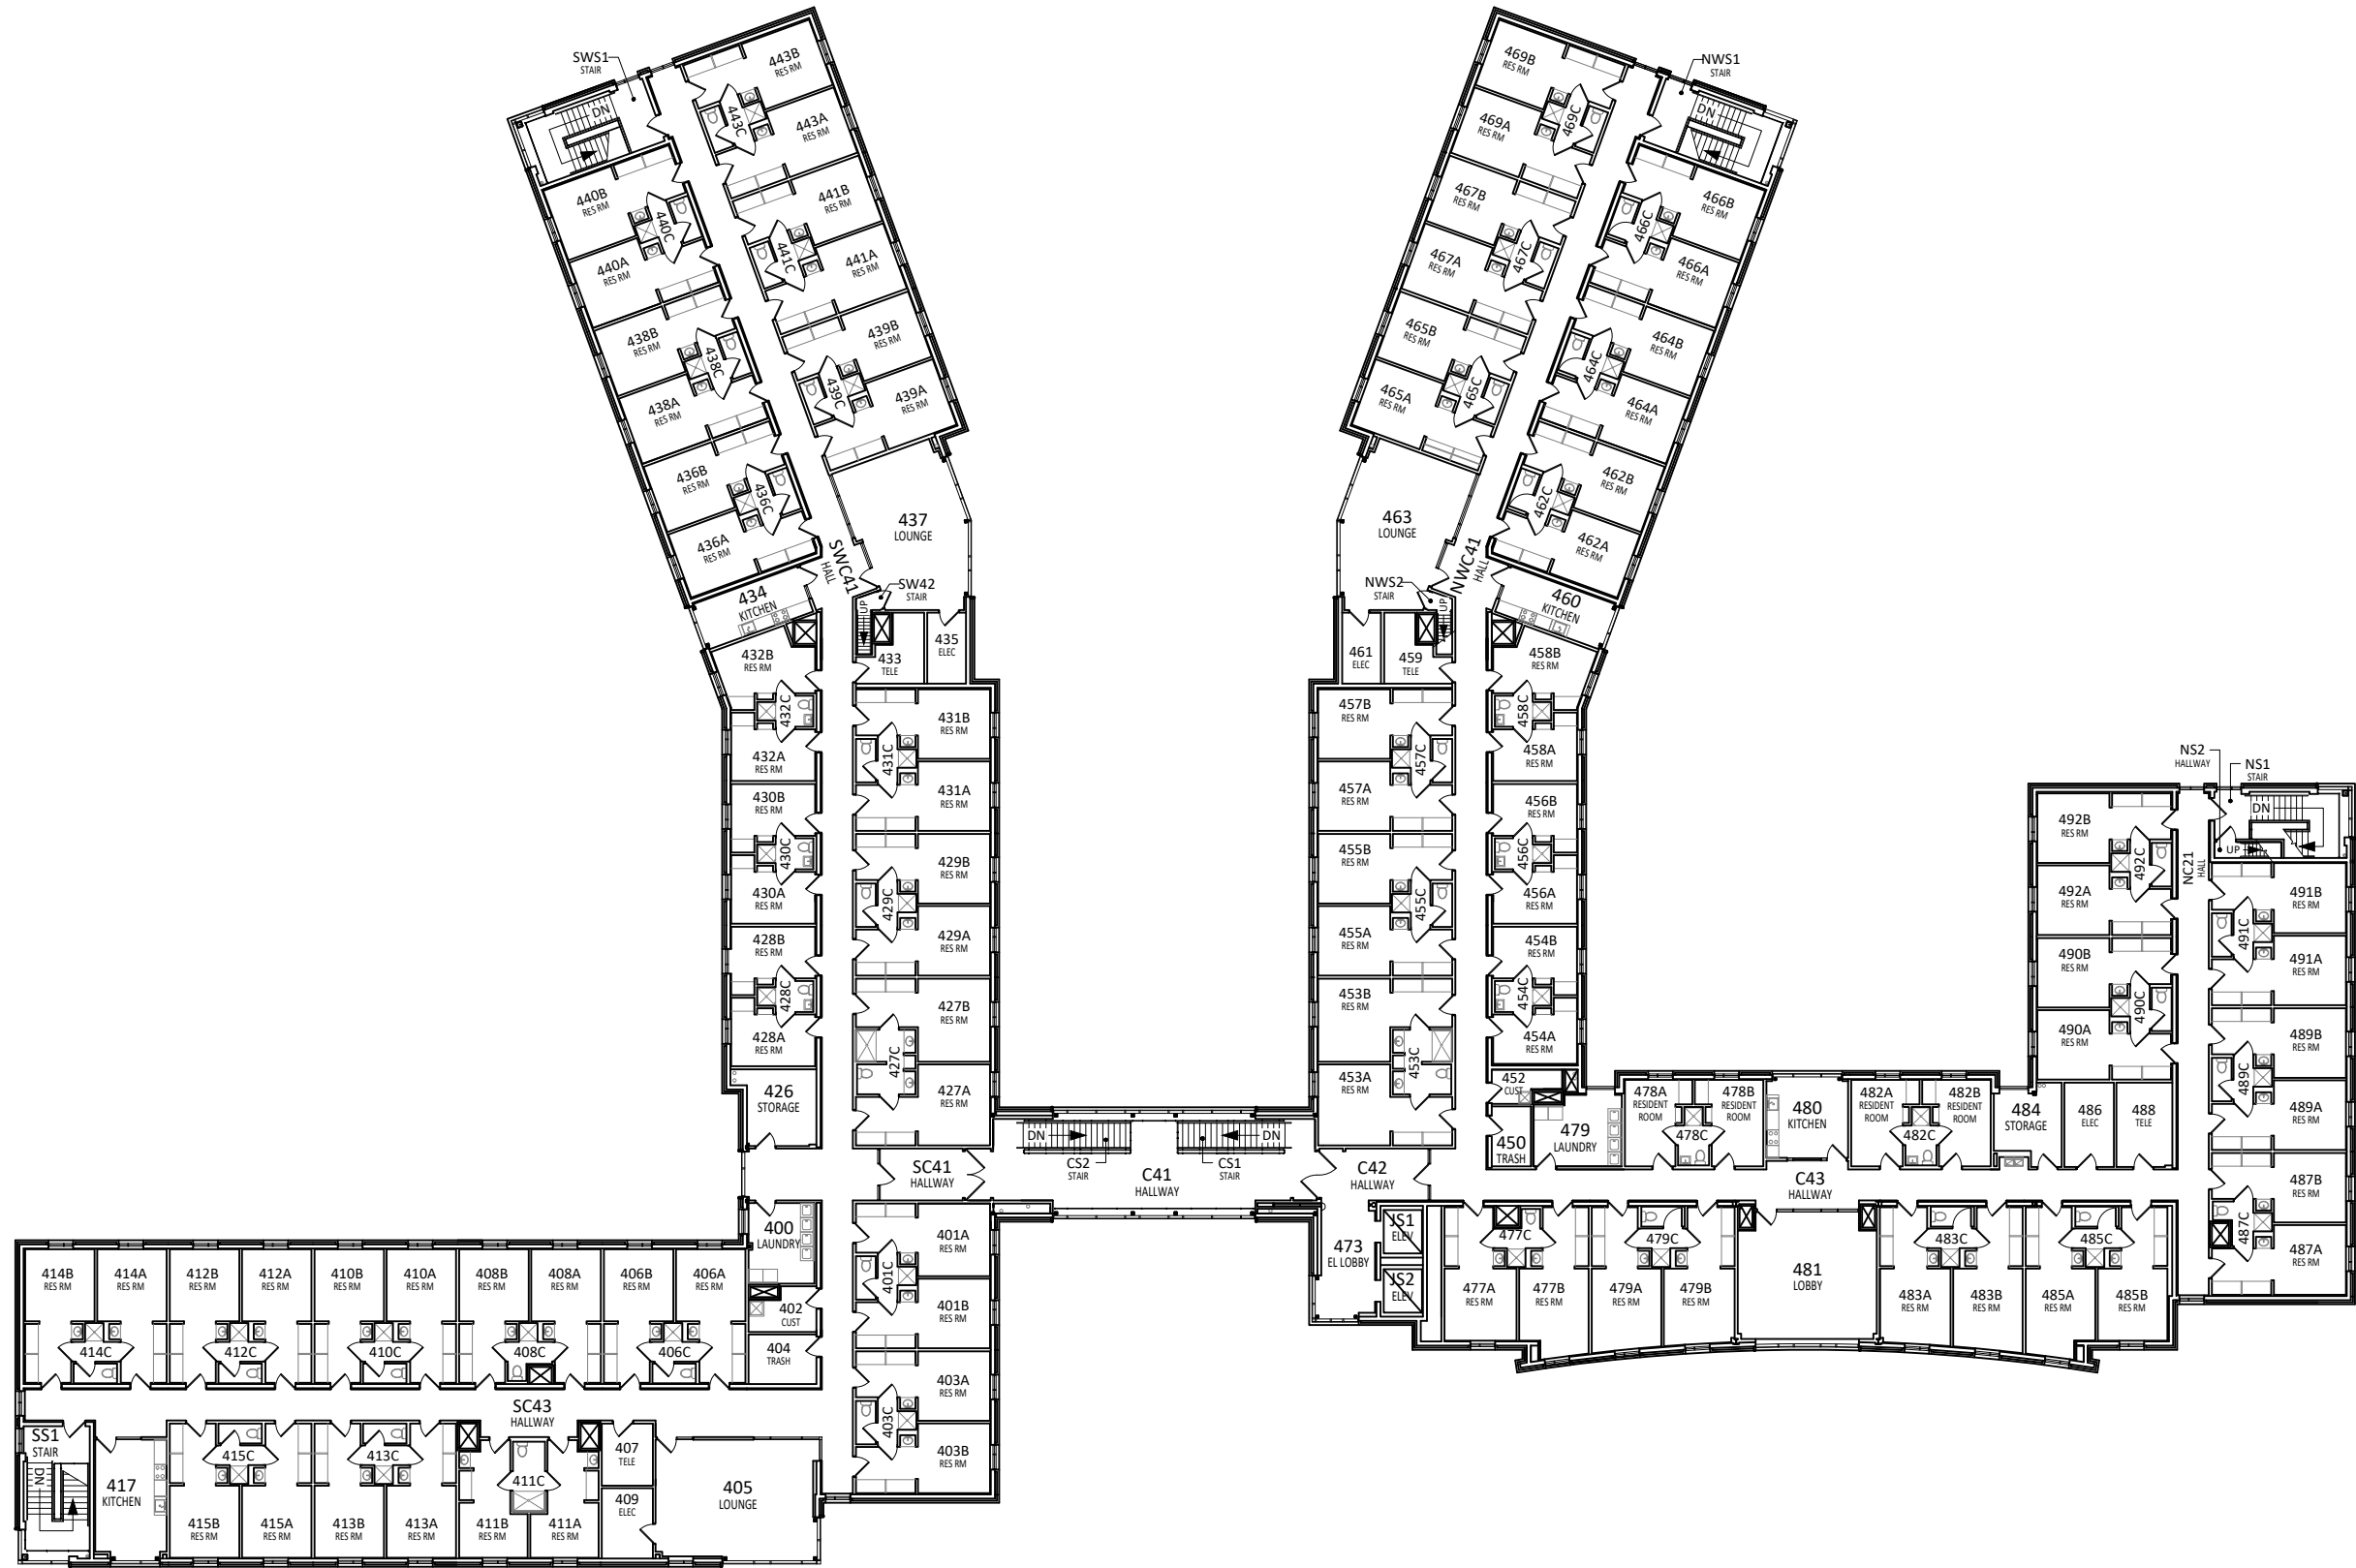 SWS1
STAIR
DN
443B
RES RM
443C
443A
RES RM
440B
RES RM
440C
440A
RES RM
441B
RES RM
441C
441A
RES RM
438B
RES RM
438C
438A
RES RM
439B
RES RM
439C
439A
RES RM
436B
RES RM
436C
436A
RES RM
437
LOUNGE
SWC41
HALL
SW42
STAIR
UP
434
KITCHEN
433
TELE
435
ELEC
469B
RES RM
469C
469A
RES RM
NWS1
STAIR
DN
467B
RES RM
467C
467A
RES RM
466B
RES RM
466C
466A
RES RM
465B
RES RM
465C
465A
RES RM
464B
RES RM
464C
464A
RES RM
462B
RES RM
462C
462A
RES RM
463
LOUNGE
NWC41
HALL
NWS2
STAIR
UP
460
KITCHEN
461
ELEC
459
TELE
432B
RES RM
432C
432A
RES RM
431B
RES RM
431C
431A
RES RM
430B
RES RM
430C
430A
RES RM
429B
RES RM
429C
429A
RES RM
428B
RES RM
428C
428A
RES RM
427B
RES RM
427C
427A
RES RM
426
STORAGE
457B
RES RM
457C
457A
RES RM
458B
RES RM
458C
458A
RES RM
455B
RES RM
455C
455A
RES RM
456B
RES RM
456C
456A
RES RM
453B
RES RM
453C
453A
RES RM
454B
RES RM
454C
454A
RES RM
452
CUST
450
TRASH
479
LAUNDRY
478A
RESIDENT
ROOM
478B
RESIDENT
ROOM
478C
480
KITCHEN
482A
RESIDENT
ROOM
482B
RESIDENT
ROOM
482C
484
STORAGE
486
ELEC
488
TELE
NS2
HALLWAY
NS1
STAIR
DN
UP
NC21
HALL
492B
RES RM
492C
492A
RES RM
491B
RES RM
491C
491A
RES RM
490B
RES RM
490C
490A
RES RM
489B
RES RM
489C
489A
RES RM
487B
RES RM
487C
487A
RES RM
DN
CS2
STAIR
DN
CS1
STAIR
SC41
HALLWAY
C41
HALLWAY
C42
HALLWAY
C43
HALLWAY
JS1
ELEV
JS2
ELEV
473
EL LOBBY
477C
477A
RES RM
477B
RES RM
479C
479A
RES RM
479B
RES RM
481
LOBBY
483C
483A
RES RM
483B
RES RM
485C
485A
RES RM
485B
RES RM
400
LAUNDRY
402
CUST
404
TRASH
401A
RES RM
401C
401B
RES RM
403A
RES RM
403C
403B
RES RM
414B
RES RM
414A
RES RM
412B
RES RM
412A
RES RM
410B
RES RM
410A
RES RM
408B
RES RM
408A
RES RM
406B
RES RM
406A
RES RM
414C
412C
410C
408C
406C
SC43
HALLWAY
SS1
STAIR
DN
417
KITCHEN
415C
415B
RES RM
415A
RES RM
413C
413B
RES RM
413A
RES RM
411C
411B
RES RM
411A
RES RM
407
TELE
409
ELEC
405
LOUNGE